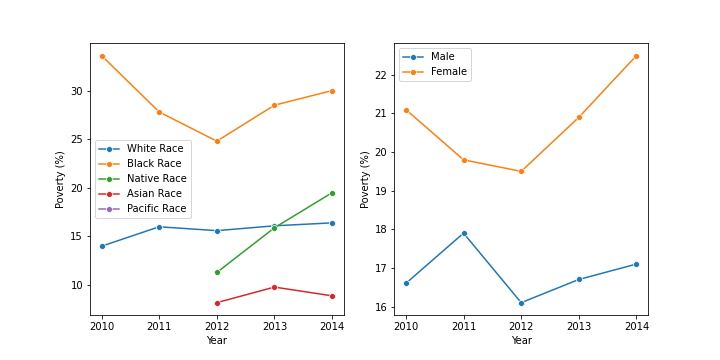 Poverty (%)
30
25
20
15
10
White Race
Black Race
Native Race
Asian Race
Pacific Race
2010 2011 2012 2013 2014
Year
Poverty (%)
22
21
20
19
18
17
16
Male
Female
2010 2011 2012 2013 2014
Year